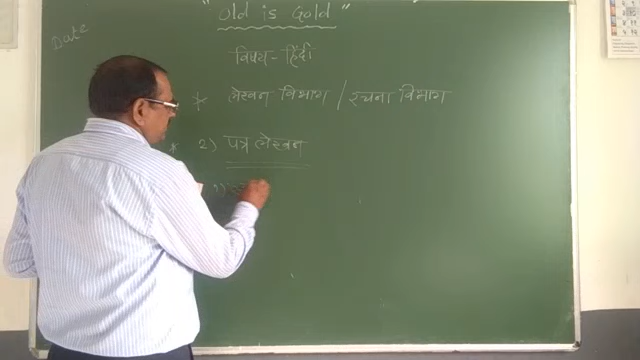 "Old is Gold"
Date
विषय - हिंदी
* लेखन विभाग / रचना विभाग
* 2) पत्र लेखन